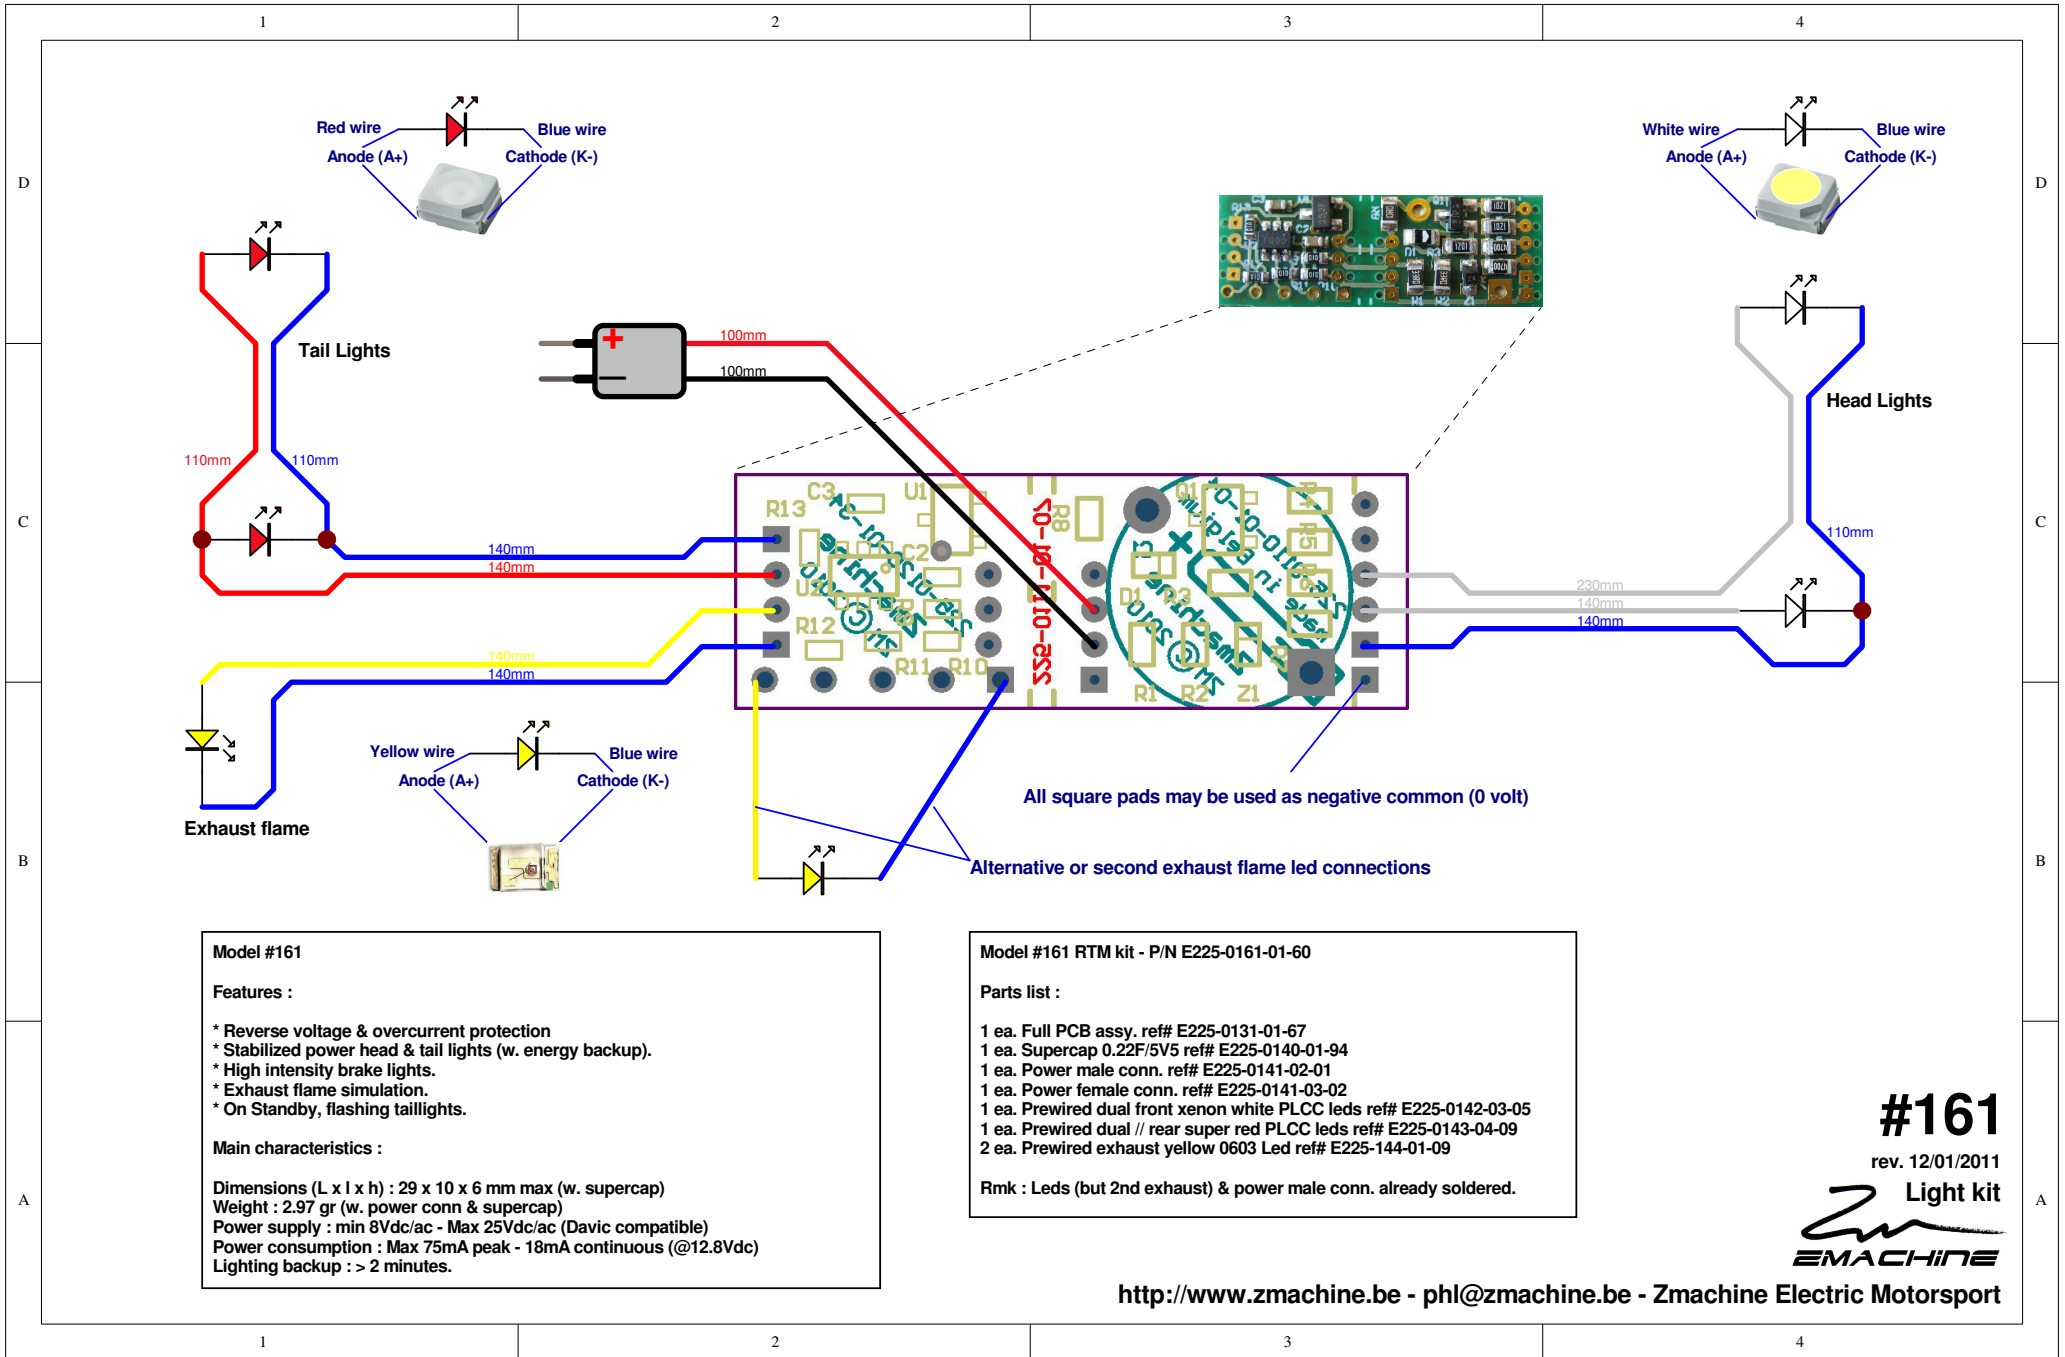 1 2 3 4
D
C
B
A
D
C
B
A
Red wire
Blue wire
Anode (A+)
Cathode (K-)
White wire
Blue wire
Anode (A+)
Cathode (K-)
Tail Lights
110mm
110mm
+
100mm
100mm
Head Lights
110mm
140mm
140mm
140mm
140mm
230mm
140mm
140mm
R13
C3
U1
C2
U2
R12
R11
R10
225-0111-01-07
R8
Q1
R5
D1
R3
R1
R2
Z1
Yellow wire
Blue wire
Anode (A+)
Cathode (K-)
Exhaust flame
All square pads may be used as negative common (0 volt)
Alternative or second exhaust flame led connections
Model #161
Features :
* Reverse voltage & overcurrent protection
* Stabilized power head & tail lights (w. energy backup).
* High intensity brake lights.
* Exhaust flame simulation.
* On Standby, flashing taillights.
Main characteristics :
Dimensions (L x l x h) : 29 x 10 x 6 mm max (w. supercap)
Weight : 2.97 gr (w. power conn & supercap)
Power supply : min 8Vdc/ac - Max 25Vdc/ac (Davic compatible)
Power consumption : Max 75mA peak - 18mA continuous (@12.8Vdc)
Lighting backup : > 2 minutes.
Model #161 RTM kit - P/N E225-0161-01-60
Parts list :
1 ea. Full PCB assy. ref# E225-0131-01-67
1 ea. Supercap 0.22F/5V5 ref# E225-0140-01-94
1 ea. Power male conn. ref# E225-0141-02-01
1 ea. Power female conn. ref# E225-0141-03-02
1 ea. Prewired dual front xenon white PLCC leds ref# E225-0142-03-05
1 ea. Prewired dual // rear super red PLCC leds ref# E225-0143-04-09
2 ea. Prewired exhaust yellow 0603 Led ref# E225-144-01-09
Rmk : Leds (but 2nd exhaust) & power male conn. already soldered.
#161
rev. 12/01/2011
Light kit
ZMACHINE
http://www.zmachine.be - phl@zmachine.be - Zmachine Electric Motorsport
1 2 3 4